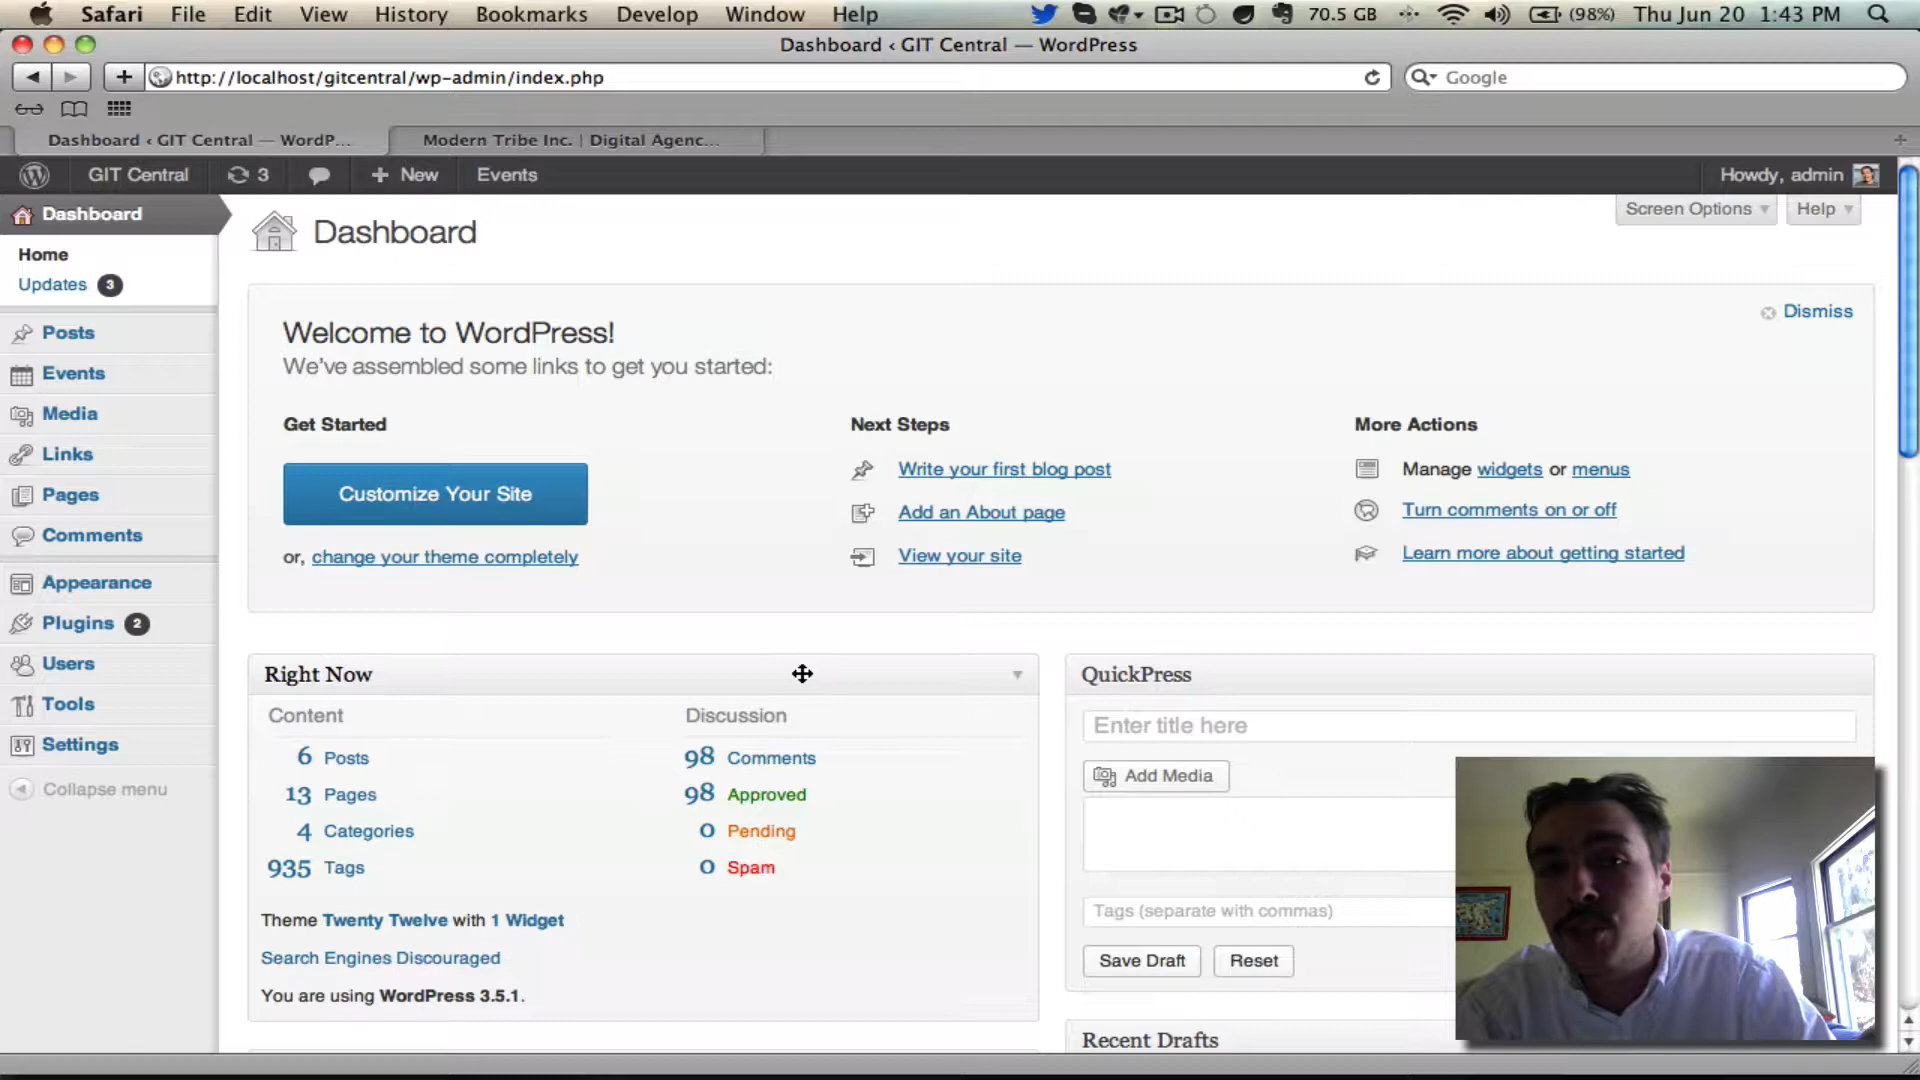 Safari File Edit View History Bookmarks Develop Window Help 70.5 GB (98%) Thu Jun 20 1:43 PM
Dashboard ‹ GIT Central — WordPress
http://localhost/gitcentral/wp-admin/index.php Google
Dashboard ‹ GIT Central — WordP... Modern Tribe Inc. | Digital Agenc...
GIT Central 3 New Events Howdy, admin
Dashboard
Home
Updates 3
Posts
Events
Media
Links
Pages
Comments
Appearance
Plugins 2
Users
Tools
Settings
Collapse menu
Screen Options Help
Dashboard
Dismiss
Welcome to WordPress!
We've assembled some links to get you started:
Get Started
Customize Your Site
or, change your theme completely
Next Steps
Write your first blog post
Add an About page
View your site
More Actions
Manage widgets or menus
Turn comments on or off
Learn more about getting started
Right Now
Content
6 Posts
13 Pages
4 Categories
935 Tags
Discussion
98 Comments
98 Approved
0 Pending
0 Spam
Theme Twenty Twelve with 1 Widget
Search Engines Discouraged
You are using WordPress 3.5.1.
QuickPress
Enter title here
Add Media
Tags (separate with commas)
Save Draft Reset
Recent Drafts